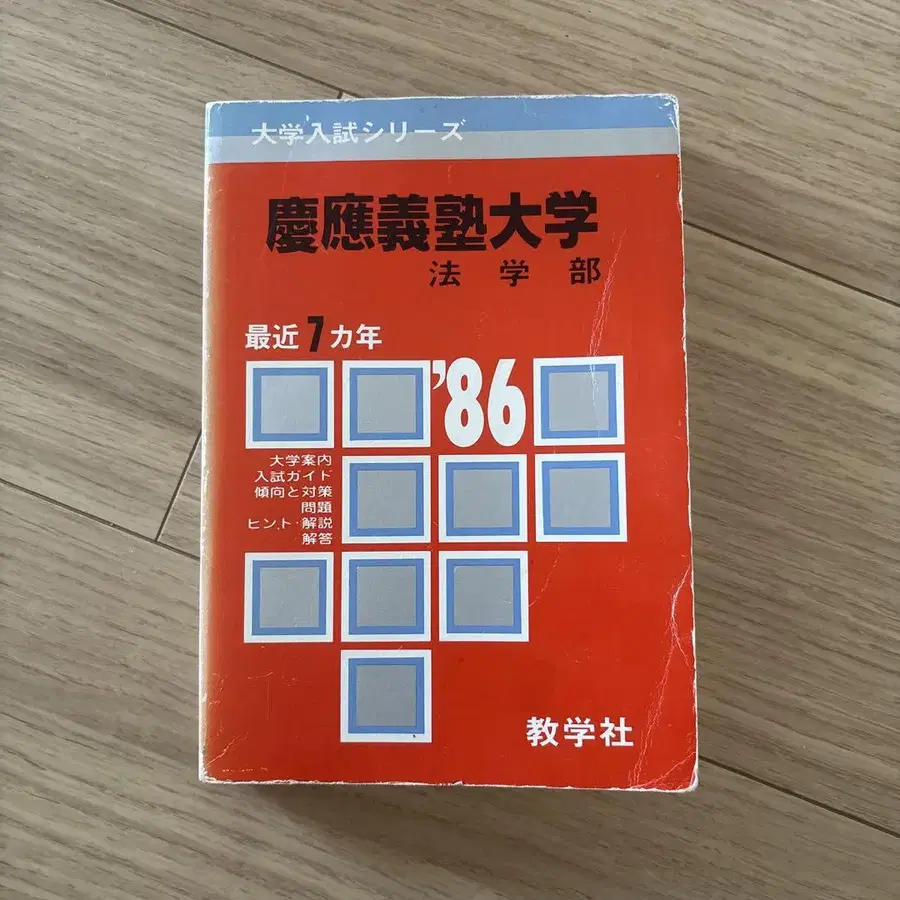 大学入試シリーズ
慶應義塾大学
法学部
最近7カ年
'86
大学案内
入試ガイド
傾向と対策
問題
ヒント・解説
解答
教学社